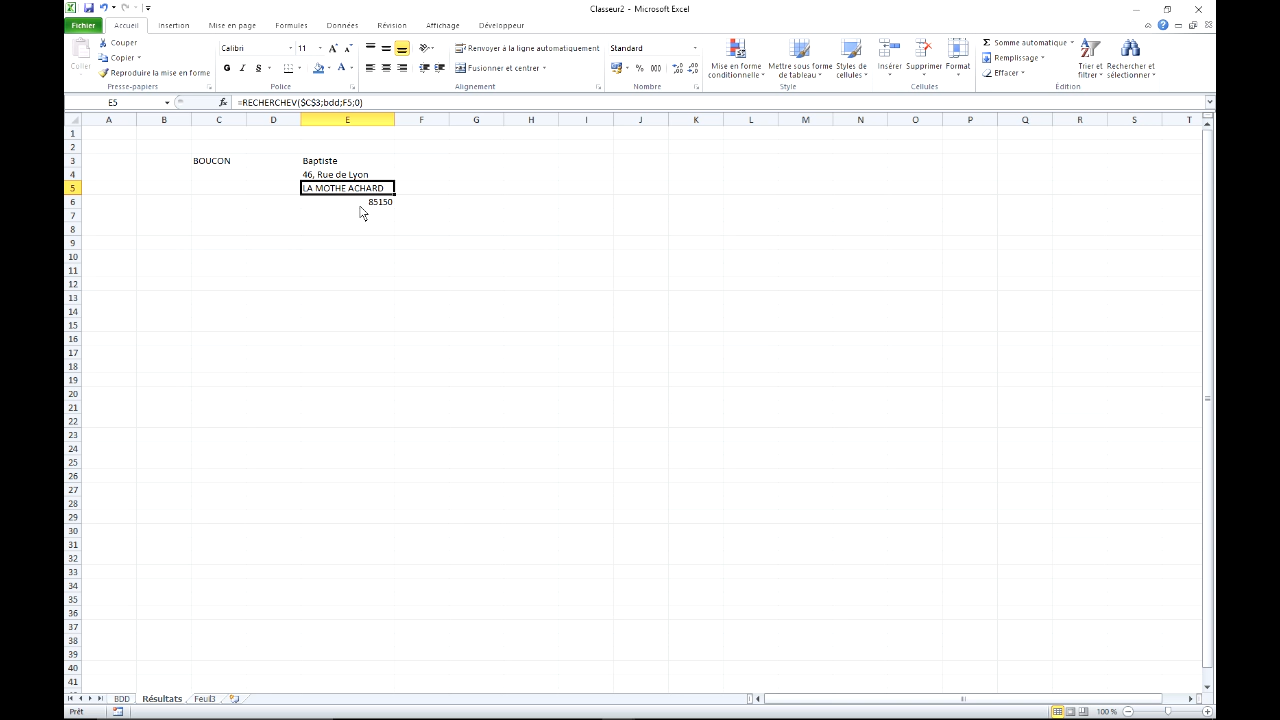 Classeur2 - Microsoft Excel
Fichier Accueil Insertion Mise en page Formules Données Révision Affichage Développeur
Coller
Couper
Copier
Reproduire la mise en forme
Presse-papiers
Calibri 11
G I S
Police
Renvoyer à la ligne automatiquement
Fusionner et centrer
Alignement
Standard
% 000
Nombre
Mise en forme conditionnelle
Mettre sous forme de tableau
Styles de cellules
Style
Insérer
Supprimer
Format
Cellules
Somme automatique
Remplissage
Effacer
Trier et filtrer
Rechercher et sélectionner
Édition
E5 fx =RECHERCHEV($C$3;bdd;F5;0)
A B C D E F G H I J K L M N O P Q R S T
1
2
3 BOUCON Baptiste
4 46, Rue de Lyon
5 LA MOTHE ACHARD
6 85150
7
8
9
10
11
12
13
14
15
16
17
18
19
20
21
22
23
24
25
26
27
28
29
30
31
32
33
34
35
36
37
38
39
40
41
BDD Résultats Feuil3
Prêt 100 %